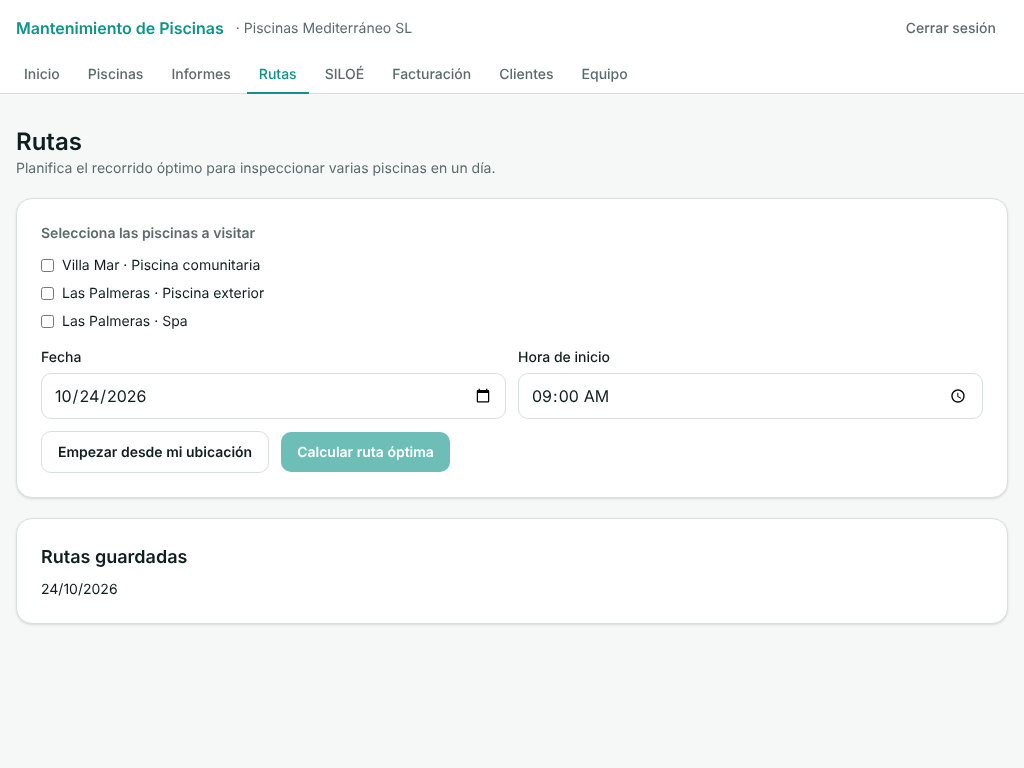 Mantenimiento de Piscinas · Piscinas Mediterráneo SL Cerrar sesión
Inicio Piscinas Informes Rutas SILOÉ Facturación Clientes Equipo
Rutas
Planifica el recorrido óptimo para inspeccionar varias piscinas en un día.
Selecciona las piscinas a visitar
Villa Mar · Piscina comunitaria
Las Palmeras · Piscina exterior
Las Palmeras · Spa
Fecha Hora de inicio
10/24/2026 09:00 AM
Empezar desde mi ubicación Calcular ruta óptima
Rutas guardadas
24/10/2026